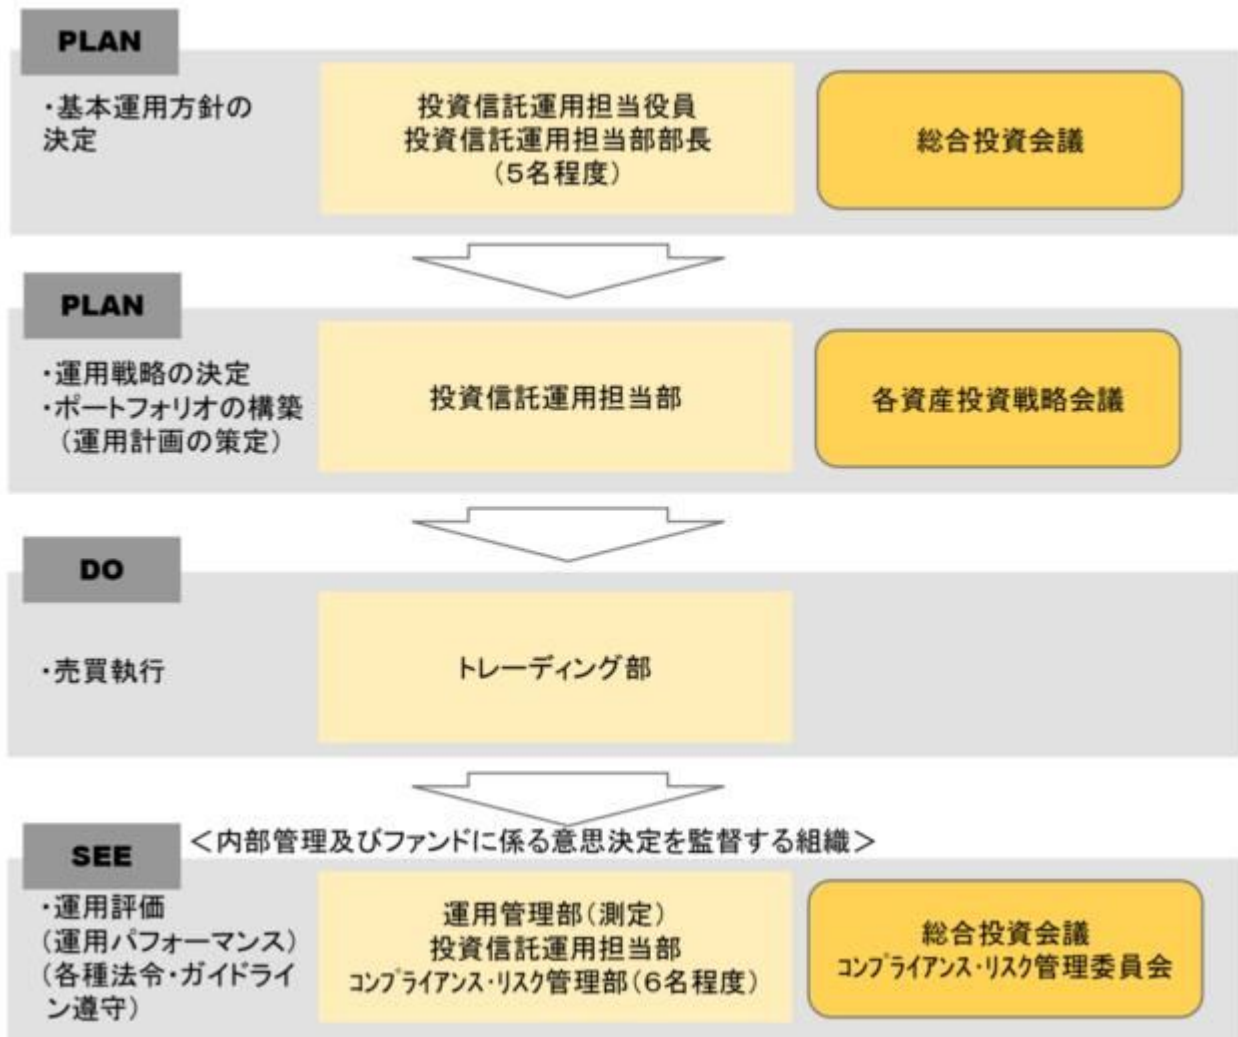 PLAN
・基本運用方針の
決定
投資信託運用担当役員
投資信託運用担当部部長
(5名程度)
総合投資会議
PLAN
・運用戦略の決定
・ポートフォリオの構築
(運用計画の策定)
投資信託運用担当部
各資産投資戦略会議
DO
・売買執行
トレーディング部
SEE
＜内部管理及びファンドに係る意思決定を監督する組織＞
・運用評価
(運用パフォーマンス)
(各種法令・ガイドライ
ン遵守)
運用管理部(測定)
投資信託運用担当部
ｺﾝﾌﾟﾗｲｱﾝｽ・ﾘｽｸ管理部(6名程度)
総合投資会議
ｺﾝﾌﾟﾗｲｱﾝｽ・ﾘｽｸ管理委員会